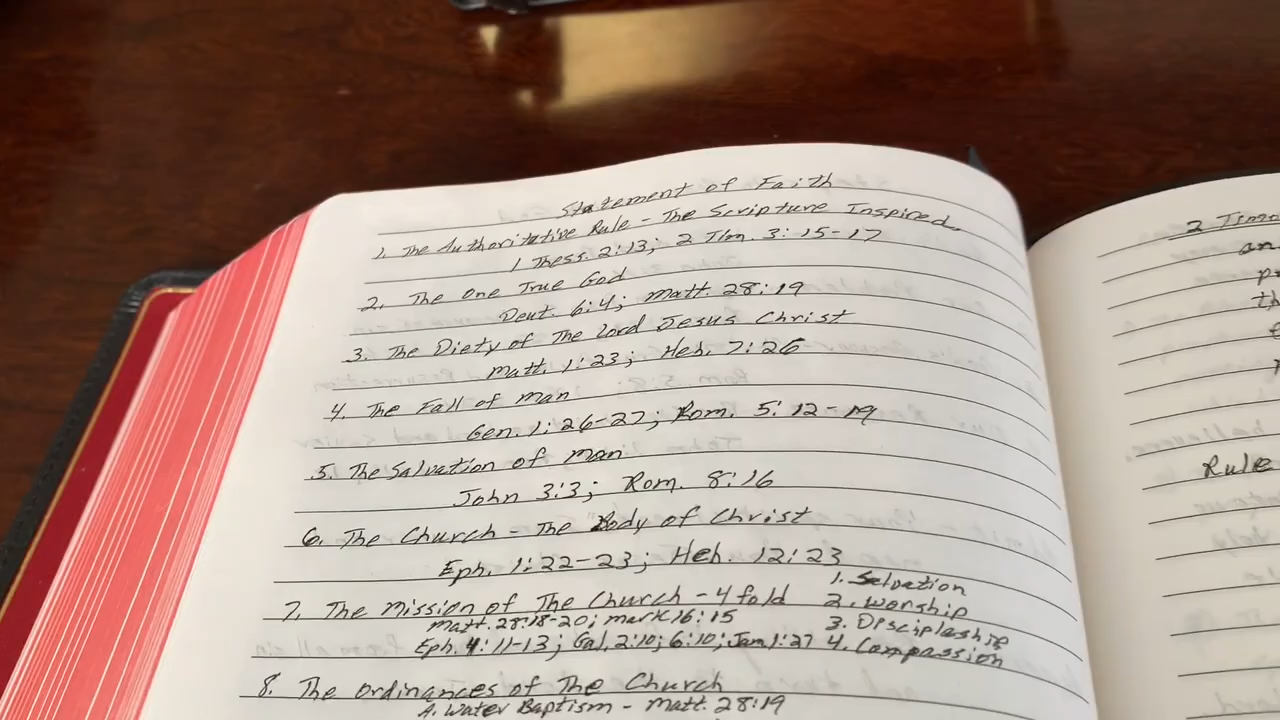 Statement of Faith
1. The Authoritative Rule - The Scripture Inspired.
1 Thess. 2:13; 2 Tim. 3:-15-17
2. The One True God
Deut. 6:4; Matt. 28:19
3. The Diety of The Lord Jesus Christ
Matt. 1:23; Heb. 7:26
4. The Fall of Man
Gen. 1:26-27; Rom. 5:12-19
5. The Salvation of Man
John 3:3; Rom. 8:16
6. The Church - The Body of Christ
Eph. 1:22-23; Heb. 12:23
7. The Mission of The Church - 4 fold
Matt. 28:18-20; Mark 16:15
Eph. 4:11-13; Gal. 2:10; 6:10; Jam. 1:27
1. Salvation
2. Worship
3. Discipleship
4. Compassion
8. The Ordinances of The Church
A. Water Baptism - Matt. 28:19
an
Rule